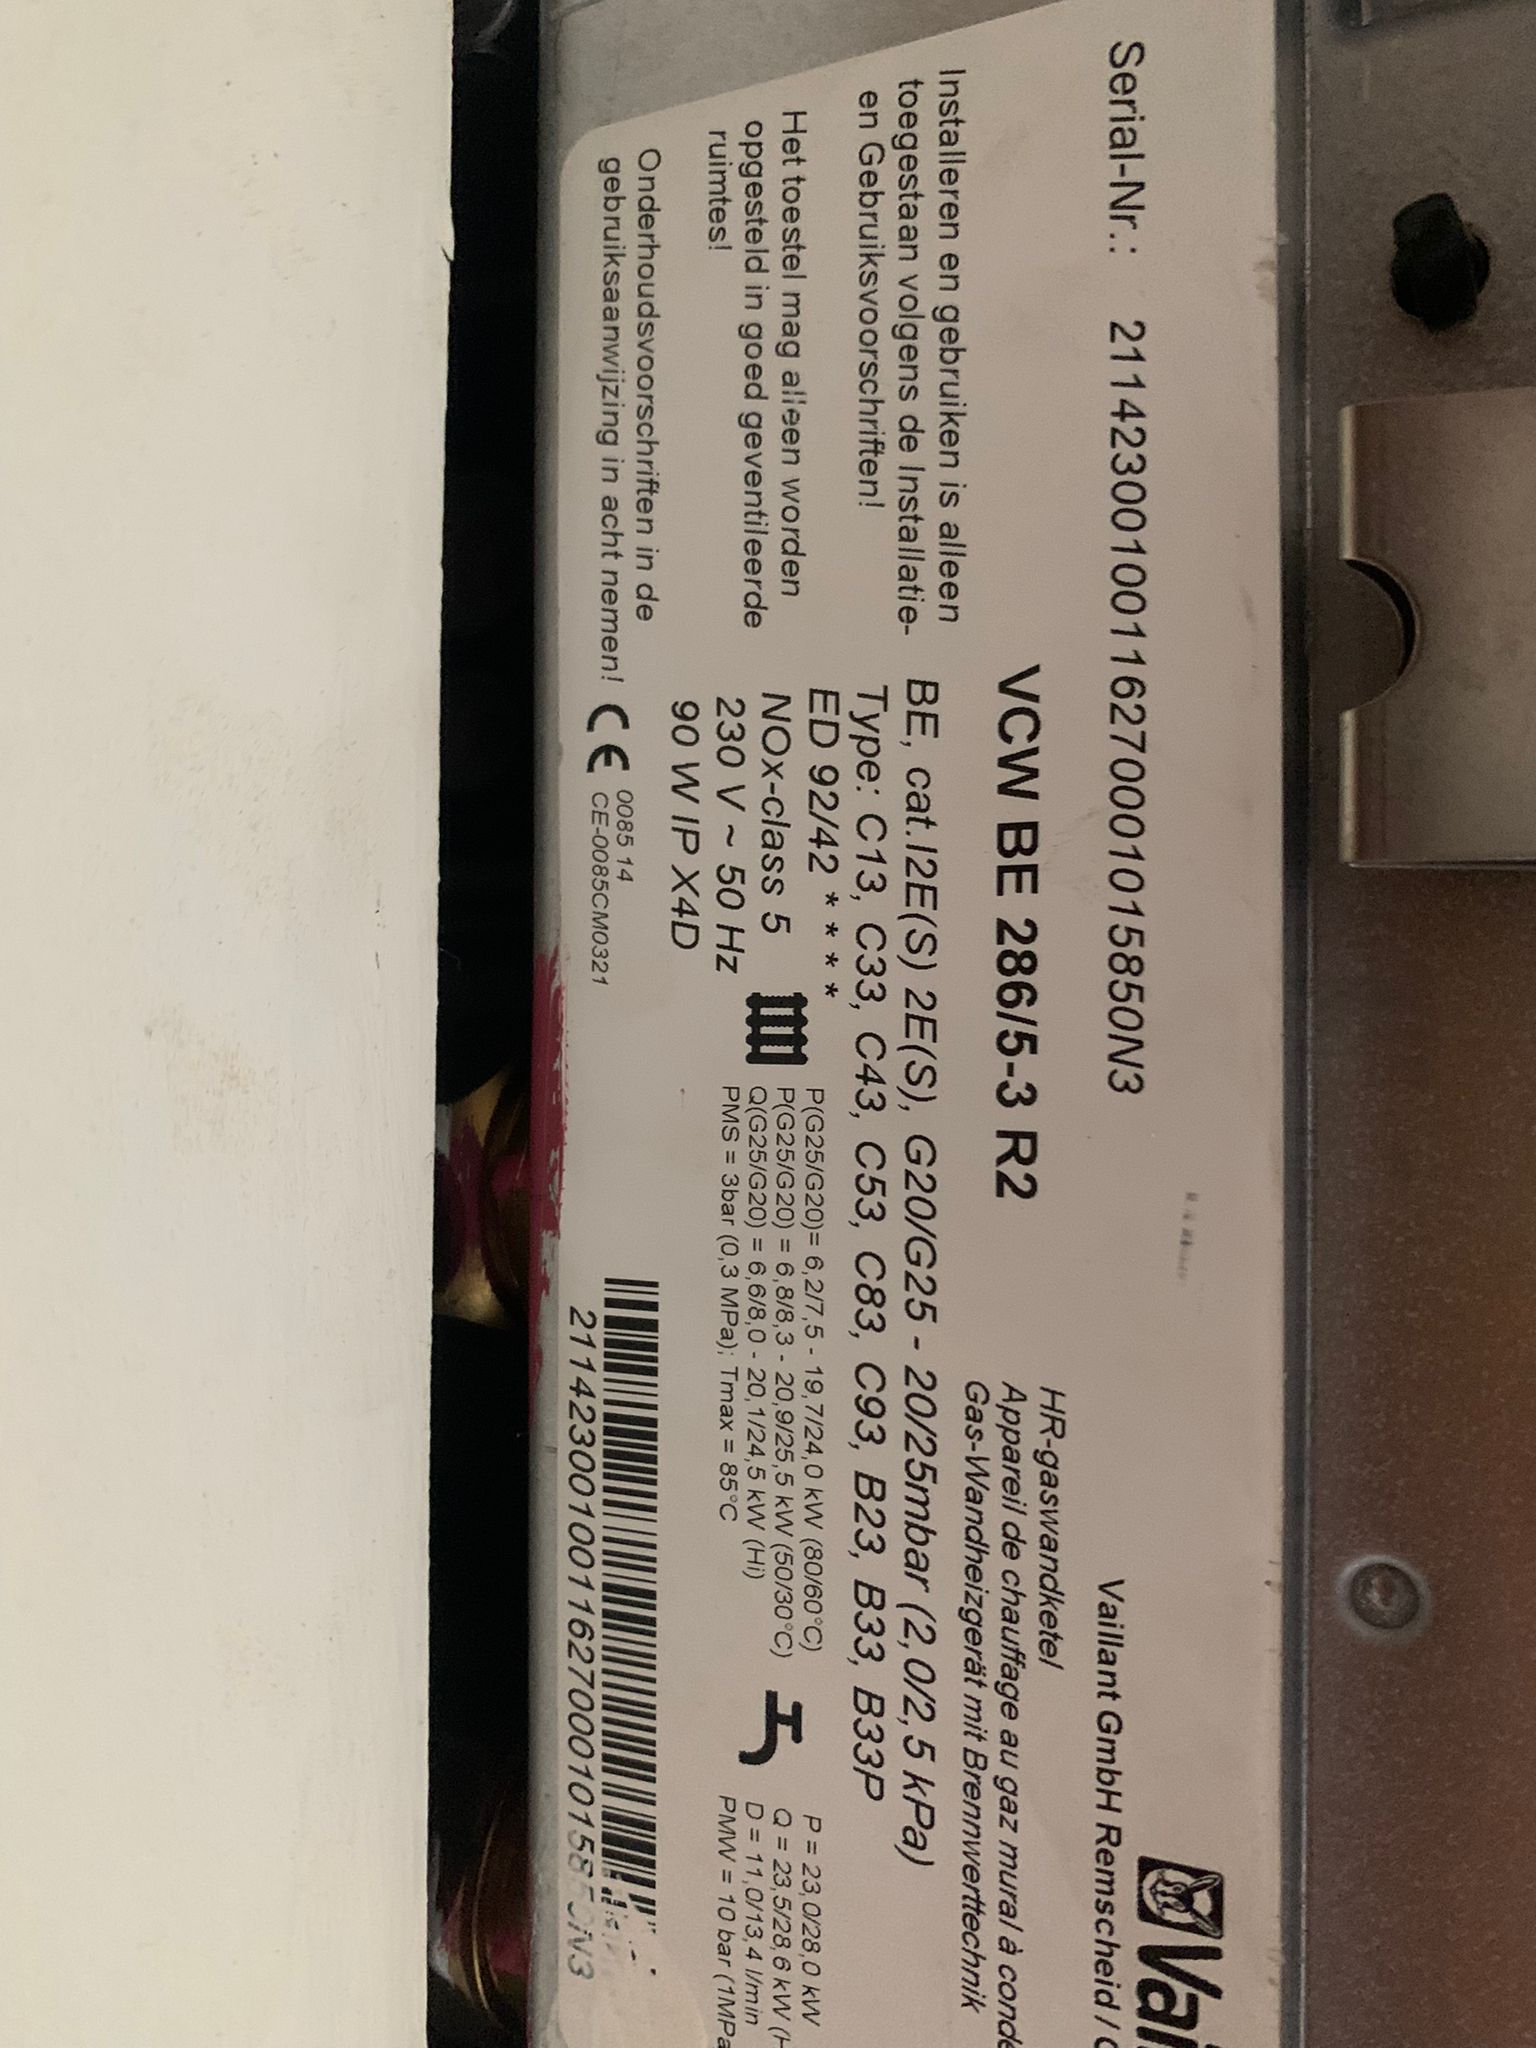 Serial-Nr.: 21142300100116270001015850N3
Vaillant GmbH Remscheid /
VCW BE 286/5-3 R2
HR-gaswandketel
Appareil de chauffage au gaz mural à
Gas-Wandheizgerät mit Brennwerttechnik
Installeren en gebruiken is alleen
toegestaan volgens de Installatie-
en Gebruiksvoorschriften!
Het toestel mag alleen worden
opgesteld in goed geventileerde
ruimtes!
Onderhoudsvoorschriften in de
gebruiksaanwijzing in acht nemen!
BE, cat.I2E(S) 2E(S), G20/G25 - 20/25mbar (2,0/2,5 kPa)
Type: C13, C33, C43, C53, C83, C93, B23, B33, B33P
ED 92/42 ****
NOx-class 5
230 V ~ 50 Hz
90 W IP X4D
CE 0085 14
CE-0085CM0321
P(G25/G20)= 6,2/7,5 - 19,7/24,0 kW (80/60°C)
P(G25/G20) = 6,8/8,3 - 20,9/25,5 kW (50/30°C)
Q(G25/G20) = 6,6/8,0 - 20,1/24,5 kW (Hi)
PMS = 3bar (0,3 MPa); Tmax = 85°C
P = 23,0/28,0 kW
Q = 23,5/28,6 kW
D = 11,0/13,4 l/min
PMW = 10 bar (1MPa
21142300100116270001015850N3